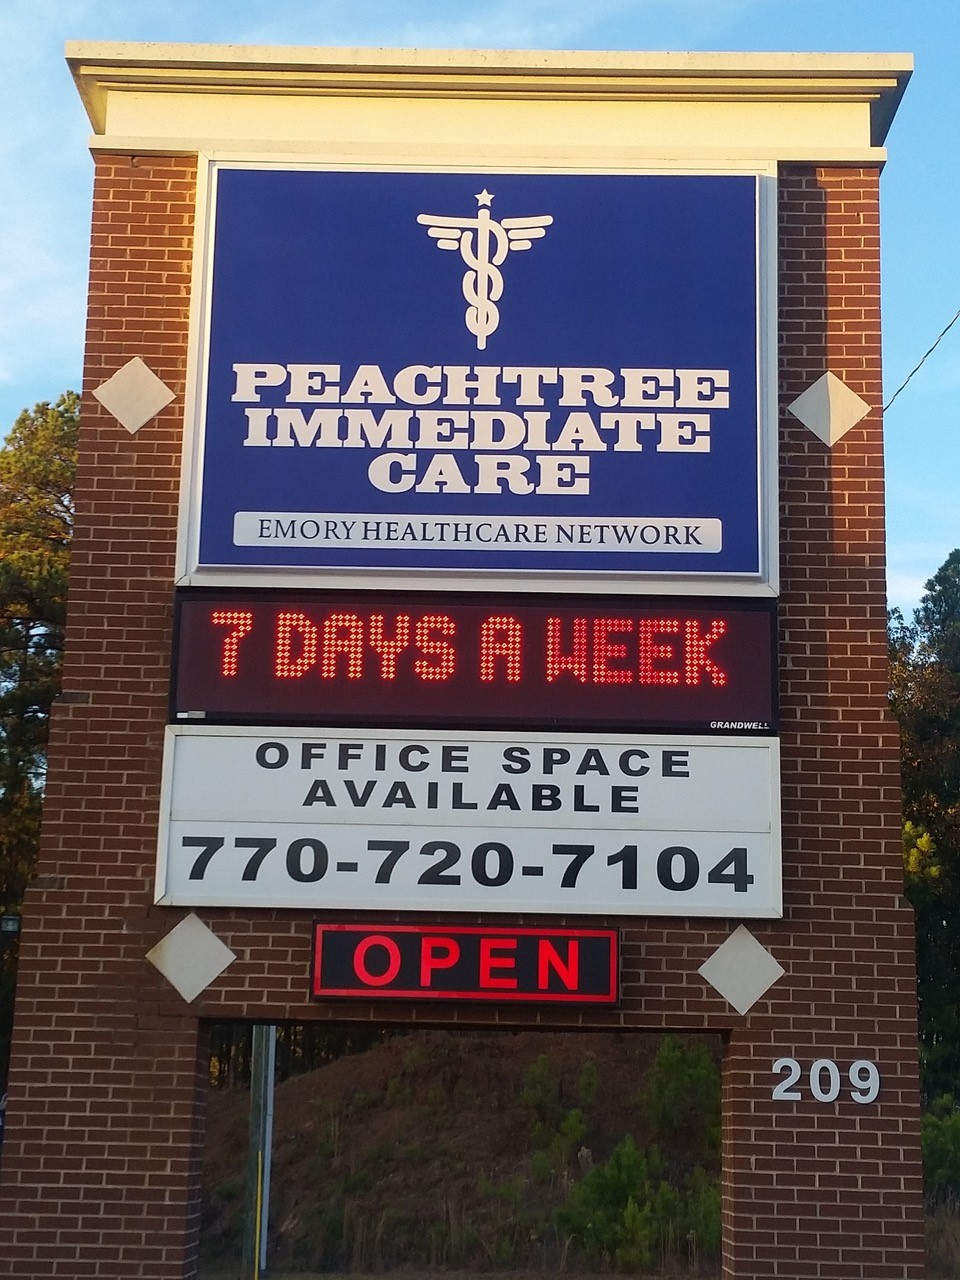 PEACHTREE
IMMEDIATE
CARE
EMORY HEALTHCARE NETWORK
7 DAYS A WEEK
GRANDWELL
OFFICE SPACE
AVAILABLE
770-720-7104
OPEN
209